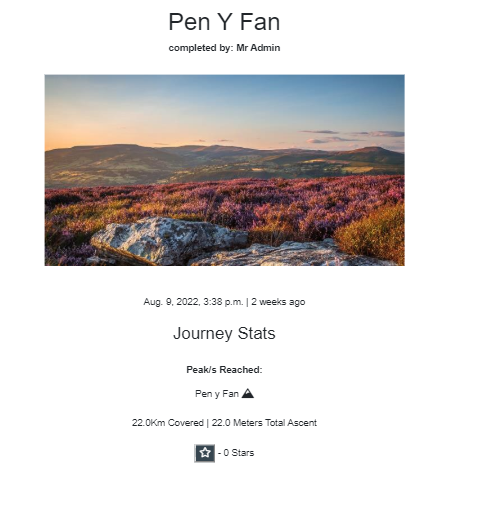 Pen Y Fan
completed by: Mr Admin
Aug. 9, 2022, 3:38 p.m. | 2 weeks ago
Journey Stats
Peak/s Reached:
Pen y Fan
22.0Km Covered | 22.0 Meters Total Ascent
- 0 Stars